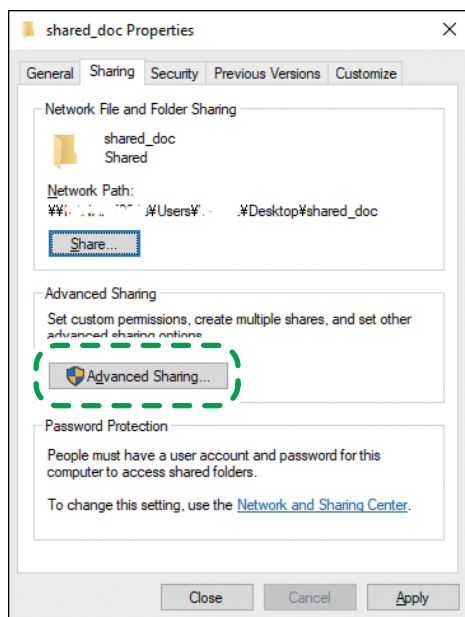 shared_doc Properties
General Sharing Security Previous Versions Customize
Network File and Folder Sharing
shared_doc
Shared
Network Path:
¥Users¥ ¥Desktop¥shared_doc
Share...
Advanced Sharing
Set custom permissions, create multiple shares, and set other
advanced sharing options.
Advanced Sharing...
Password Protection
People must have a user account and password for this
computer to access shared folders.
To change this setting, use the Network and Sharing Center.
Close Cancel Apply